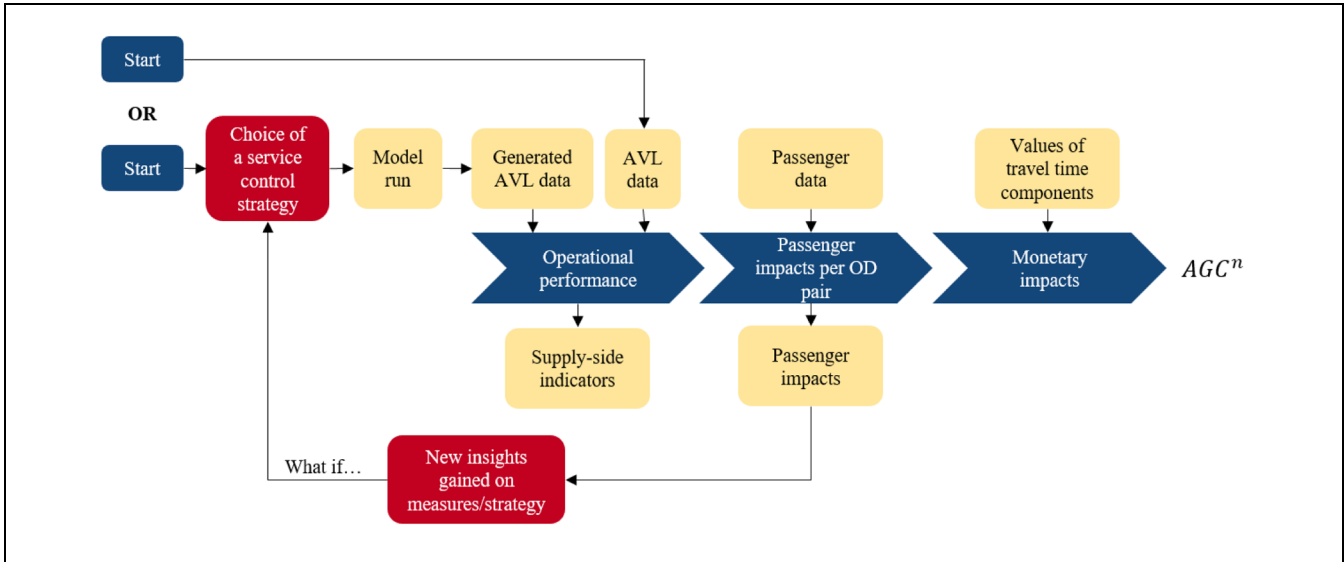 Start
OR
Start
Choice of
a service
control
strategy
Model
run
Generated
AVL data
AVL
data
Passenger
data
Values of
travel time
components
Operational
performance
Passenger
impacts per OD
pair
Monetary
impacts
AGCⁿ
Supply-side
indicators
Passenger
impacts
What if…
New insights
gained on
measures/strategy